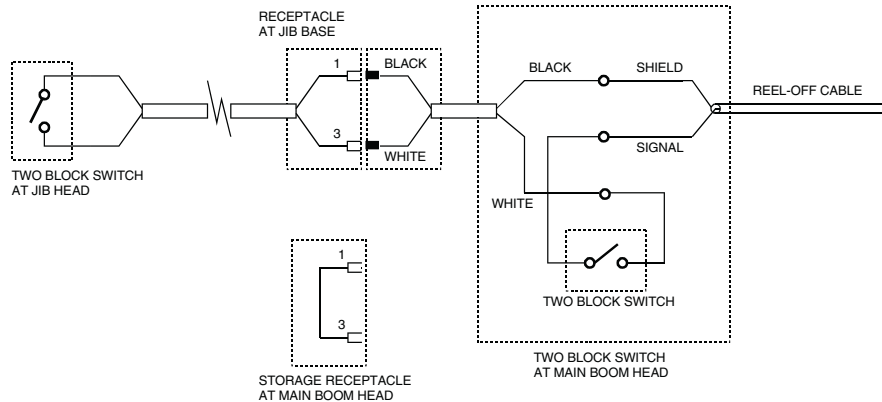 RECEPTACLE
AT JIB BASE
1
3
BLACK
WHITE
TWO BLOCK SWITCH
AT JIB HEAD
BLACK
SHIELD
SIGNAL
WHITE
TWO BLOCK SWITCH
REEL-OFF CABLE
TWO BLOCK SWITCH
AT MAIN BOOM HEAD
1
3
STORAGE RECEPTACLE
AT MAIN BOOM HEAD